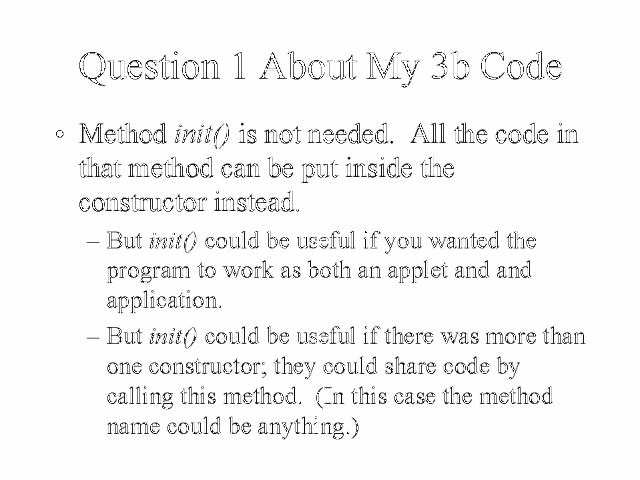 Question 1 About My 3b Code
• Method init() is not needed. All the code in
that method can be put inside the
constructor instead.
– But init() could be useful if you wanted the
program to work as both an applet and and
application.
– But init() could be useful if there was more than
one constructor; they could share code by
calling this method. (In this case the method
name could be anything.)